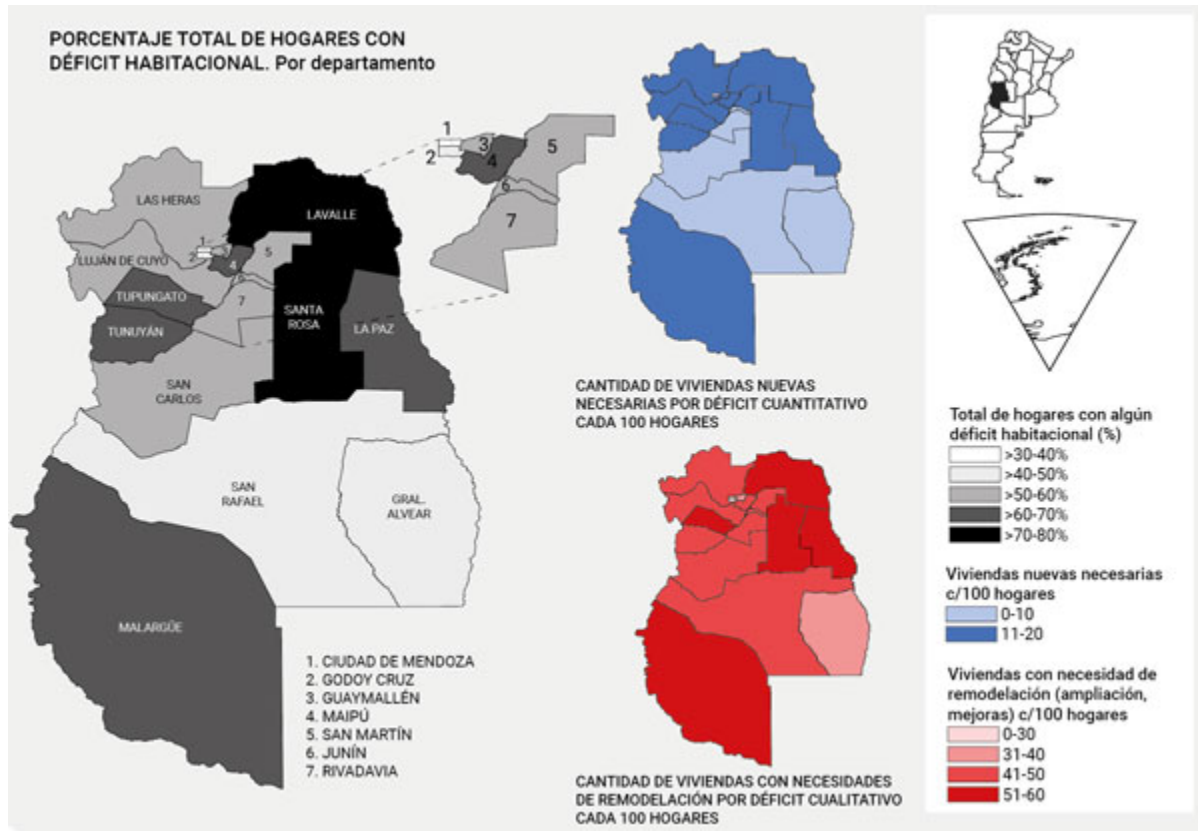 PORCENTAJE TOTAL DE HOGARES CON
DÉFICIT HABITACIONAL. Por departamento
1
2
3
4
5
6
7
LAS HERAS
LAVALLE
1
2
3
4
5
6
7
LUJÁN DE CUYO
TUPUNGATO
TUNUYÁN
SANTA
ROSA
LA PAZ
SAN
CARLOS
SAN
RAFAEL
GRAL.
ALVEAR
MALARGÜE
1. CIUDAD DE MENDOZA
2. GODOY CRUZ
3. GUAYMALLÉN
4. MAIPÚ
5. SAN MARTÍN
6. JUNÍN
7. RIVADAVIA
CANTIDAD DE VIVIENDAS NUEVAS
NECESARIAS POR DÉFICIT CUANTITATIVO
CADA 100 HOGARES
CANTIDAD DE VIVIENDAS CON NECESIDADES
DE REMODELACIÓN POR DÉFICIT CUALITATIVO
CADA 100 HOGARES
Total de hogares con algún
déficit habitacional (%)
>30-40%
>40-50%
>50-60%
>60-70%
>70-80%
Viviendas nuevas necesarias
c/100 hogares
0-10
11-20
Viviendas con necesidad de
remodelación (ampliación,
mejoras) c/100 hogares
0-30
31-40
41-50
51-60